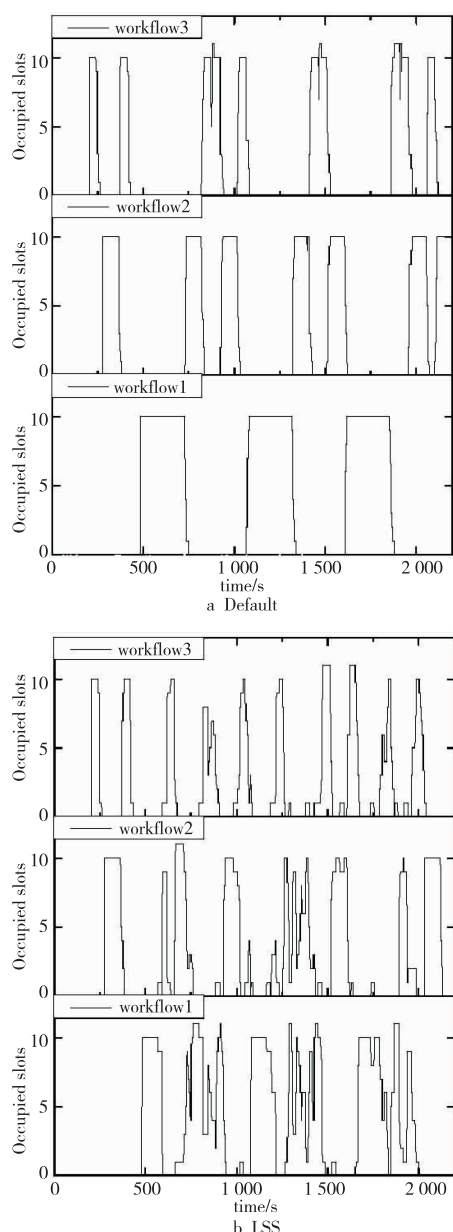 workflow3
10
5
0
Occupied slots
workflow2
10
5
0
Occupied slots
workflow1
10
5
0
Occupied slots
0 500 1 000 1 500 2 000
time/s
a Default
workflow3
10
5
0
Occupied slots
workflow2
10
5
0
Occupied slots
workflow1
10
5
0
Occupied slots
0 500 1 000 1 500 2 000
time/s
b LSS